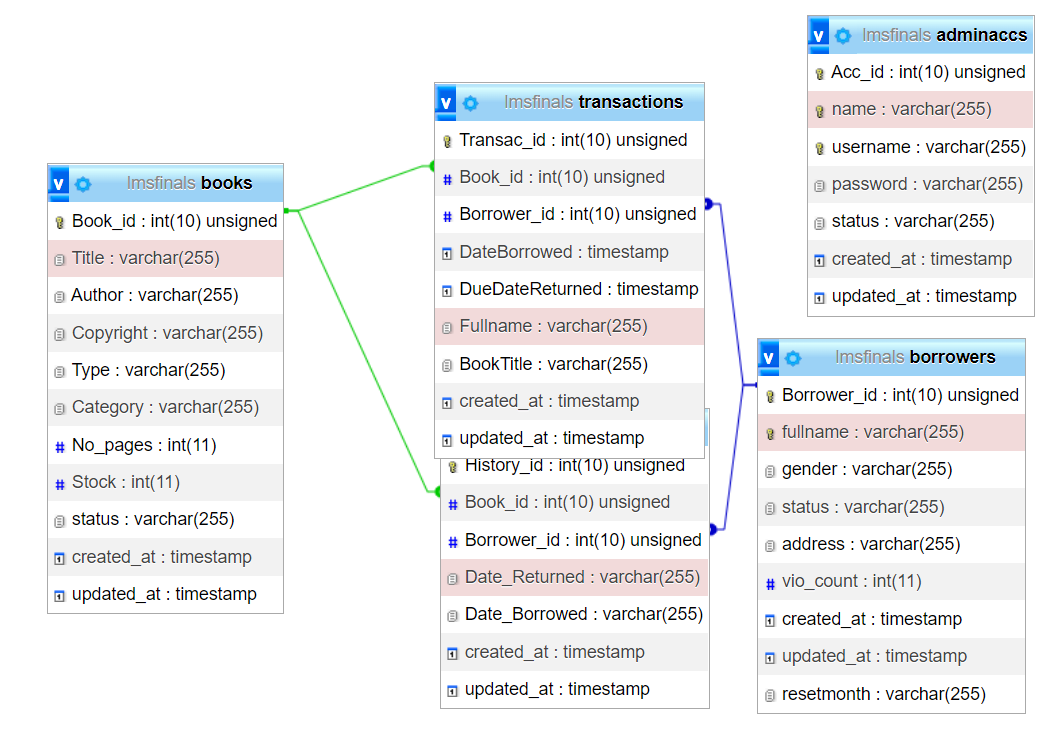 v lmsfinals books
Book_id : int(10) unsigned
Title : varchar(255)
Author : varchar(255)
Copyright : varchar(255)
Type : varchar(255)
Category : varchar(255)
# No_pages : int(11)
# Stock : int(11)
status : varchar(255)
created_at : timestamp
updated_at : timestamp
v lmsfinals transactions
Transac_id : int(10) unsigned
# Book_id : int(10) unsigned
# Borrower_id : int(10) unsigned
DateBorrowed : timestamp
DueDateReturned : timestamp
Fullname : varchar(255)
BookTitle : varchar(255)
created_at : timestamp
updated_at : timestamp
History_id : int(10) unsigned
# Book_id : int(10) unsigned
# Borrower_id : int(10) unsigned
Date_Returned : varchar(255)
Date_Borrowed : varchar(255)
created_at : timestamp
updated_at : timestamp
v lmsfinals adminaccs
Acc_id : int(10) unsigned
name : varchar(255)
username : varchar(255)
password : varchar(255)
status : varchar(255)
created_at : timestamp
updated_at : timestamp
v lmsfinals borrowers
Borrower_id : int(10) unsigned
fullname : varchar(255)
gender : varchar(255)
status : varchar(255)
address : varchar(255)
# vio_count : int(11)
created_at : timestamp
updated_at : timestamp
resetmonth : varchar(255)